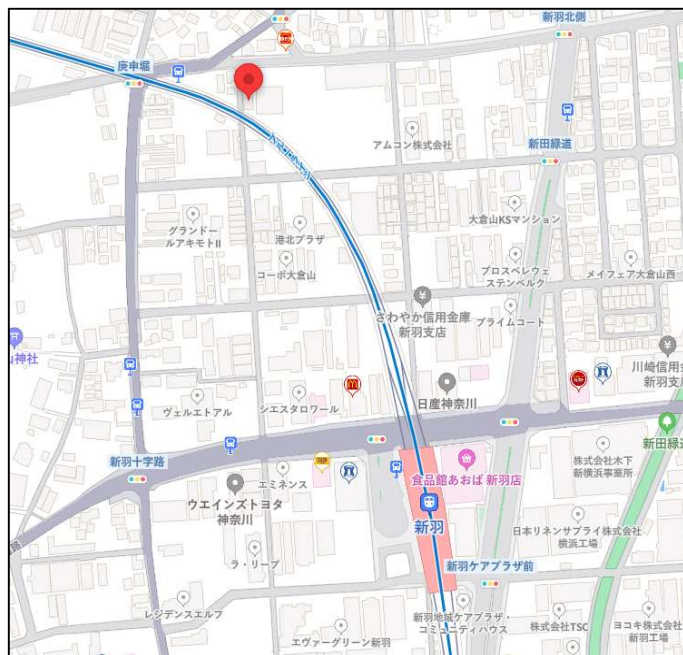 新羽北側
庚申堀
アムコン株式会社
新田緑道
グランドー
ルアキモトII
港北プラザ
コーポ大倉山
大倉山KSマンション
プロスペレウェ
ステンベルク
メイフェア大倉山西
さわやか信用金庫
新羽支店
プライムコート
山神社
川崎信用金
新羽支
ヴェルエトアル
シエスタロワール
日産神奈川
新羽十字路
エミネンス
ウエインズトヨタ
神奈川
食品館あおば 新羽店
新田緑道
株式会社木下
新横浜事業所
新羽
日本リネンサプライ株式会社
横浜工場
ラ・リーブ
新羽ケアプラザ前
レジデンスエルフ
エヴァーグリーン新羽
新羽地域ケアプラザ・
コミュニティハウス
株式会社TSC
ヨコキ株式会社
新羽工場